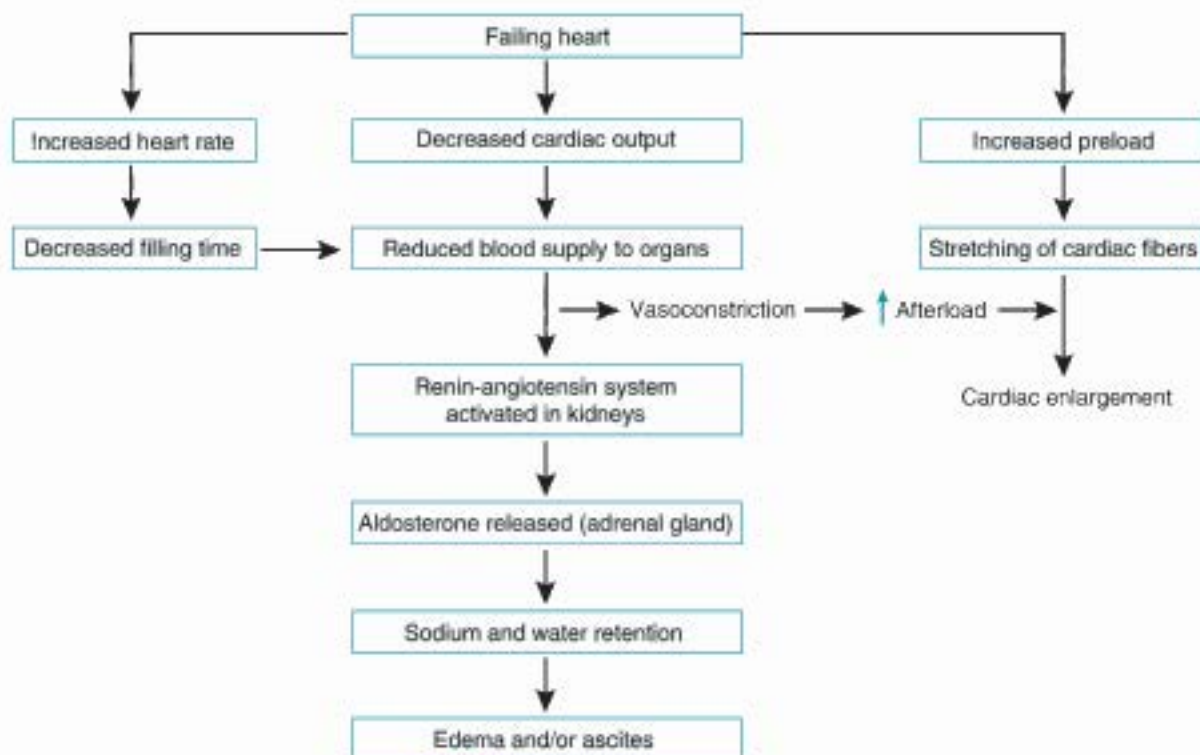 Failing heart
Increased heart rate
Decreased cardiac output
Increased preload
Decreased filling time
Reduced blood supply to organs
Stretching of cardiac fibers
Vasoconstriction
Afterload
Renin-angiotensin system
activated in kidneys
Cardiac enlargement
Aldosterone released (adrenal gland)
Sodium and water retention
Edema and/or ascites